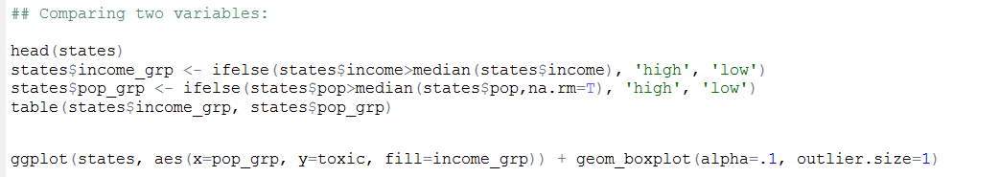 ## Comparing two variables:
head(states)
states$income_grp <- ifelse(states$income>median(states$income), 'high', 'low')
states$pop_grp <- ifelse(states$pop>median(states$pop,na.rm=T), 'high', 'low')
table(states$income_grp, states$pop_grp)
ggplot(states, aes(x=pop_grp, y=toxic, fill=income_grp)) + geom_boxplot(alpha=.1, outlier.size=1)